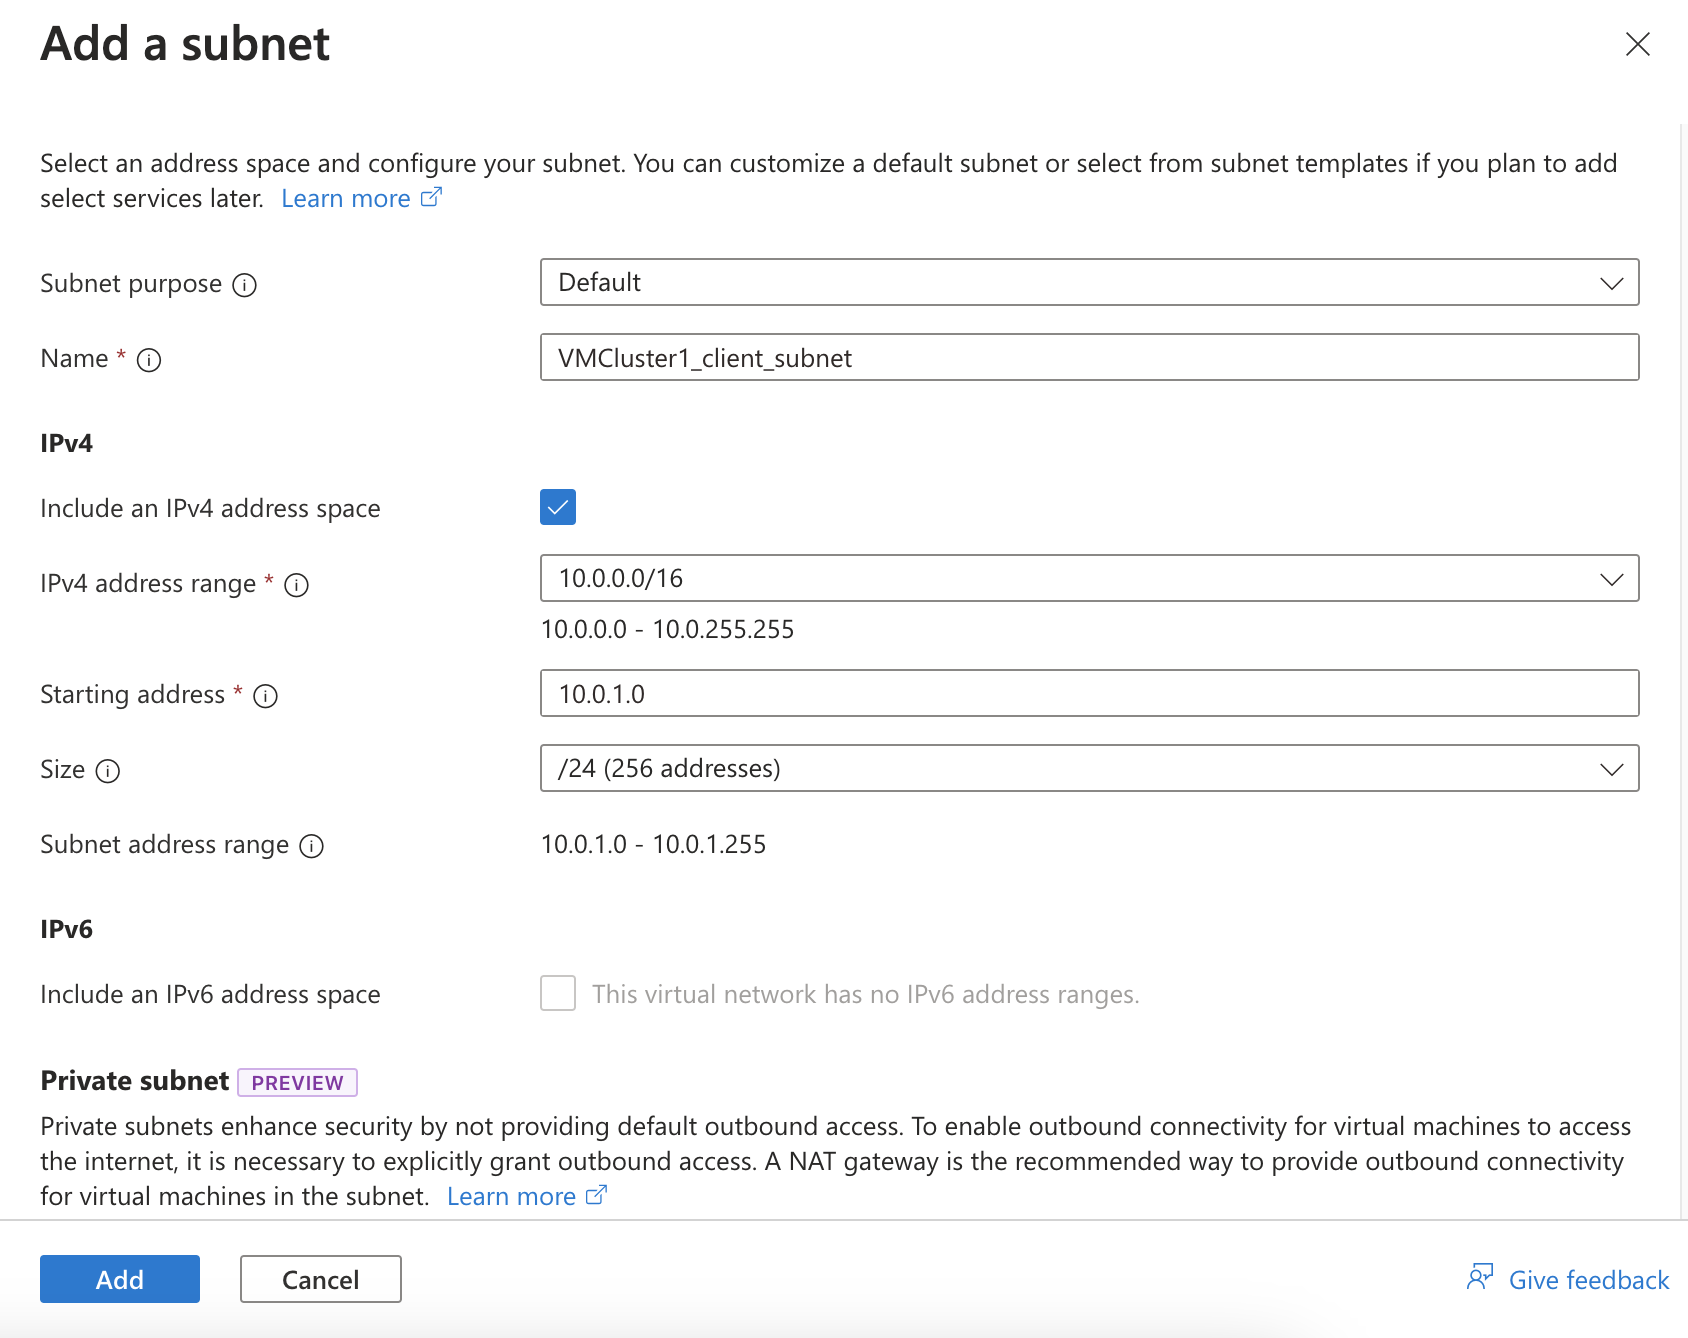 Add a subnet
Select an address space and configure your subnet. You can customize a default subnet or select from subnet templates if you plan to add
select services later. Learn more
Subnet purpose
Default
Name *
VMCluster1_client_subnet
IPv4
Include an IPv4 address space
IPv4 address range *
10.0.0.0/16
10.0.0.0 - 10.0.255.255
Starting address *
10.0.1.0
Size
/24 (256 addresses)
Subnet address range
10.0.1.0 - 10.0.1.255
IPv6
Include an IPv6 address space
This virtual network has no IPv6 address ranges.
Private subnet PREVIEW
Private subnets enhance security by not providing default outbound access. To enable outbound connectivity for virtual machines to access
the internet, it is necessary to explicitly grant outbound access. A NAT gateway is the recommended way to provide outbound connectivity
for virtual machines in the subnet. Learn more
Add
Cancel
Give feedback